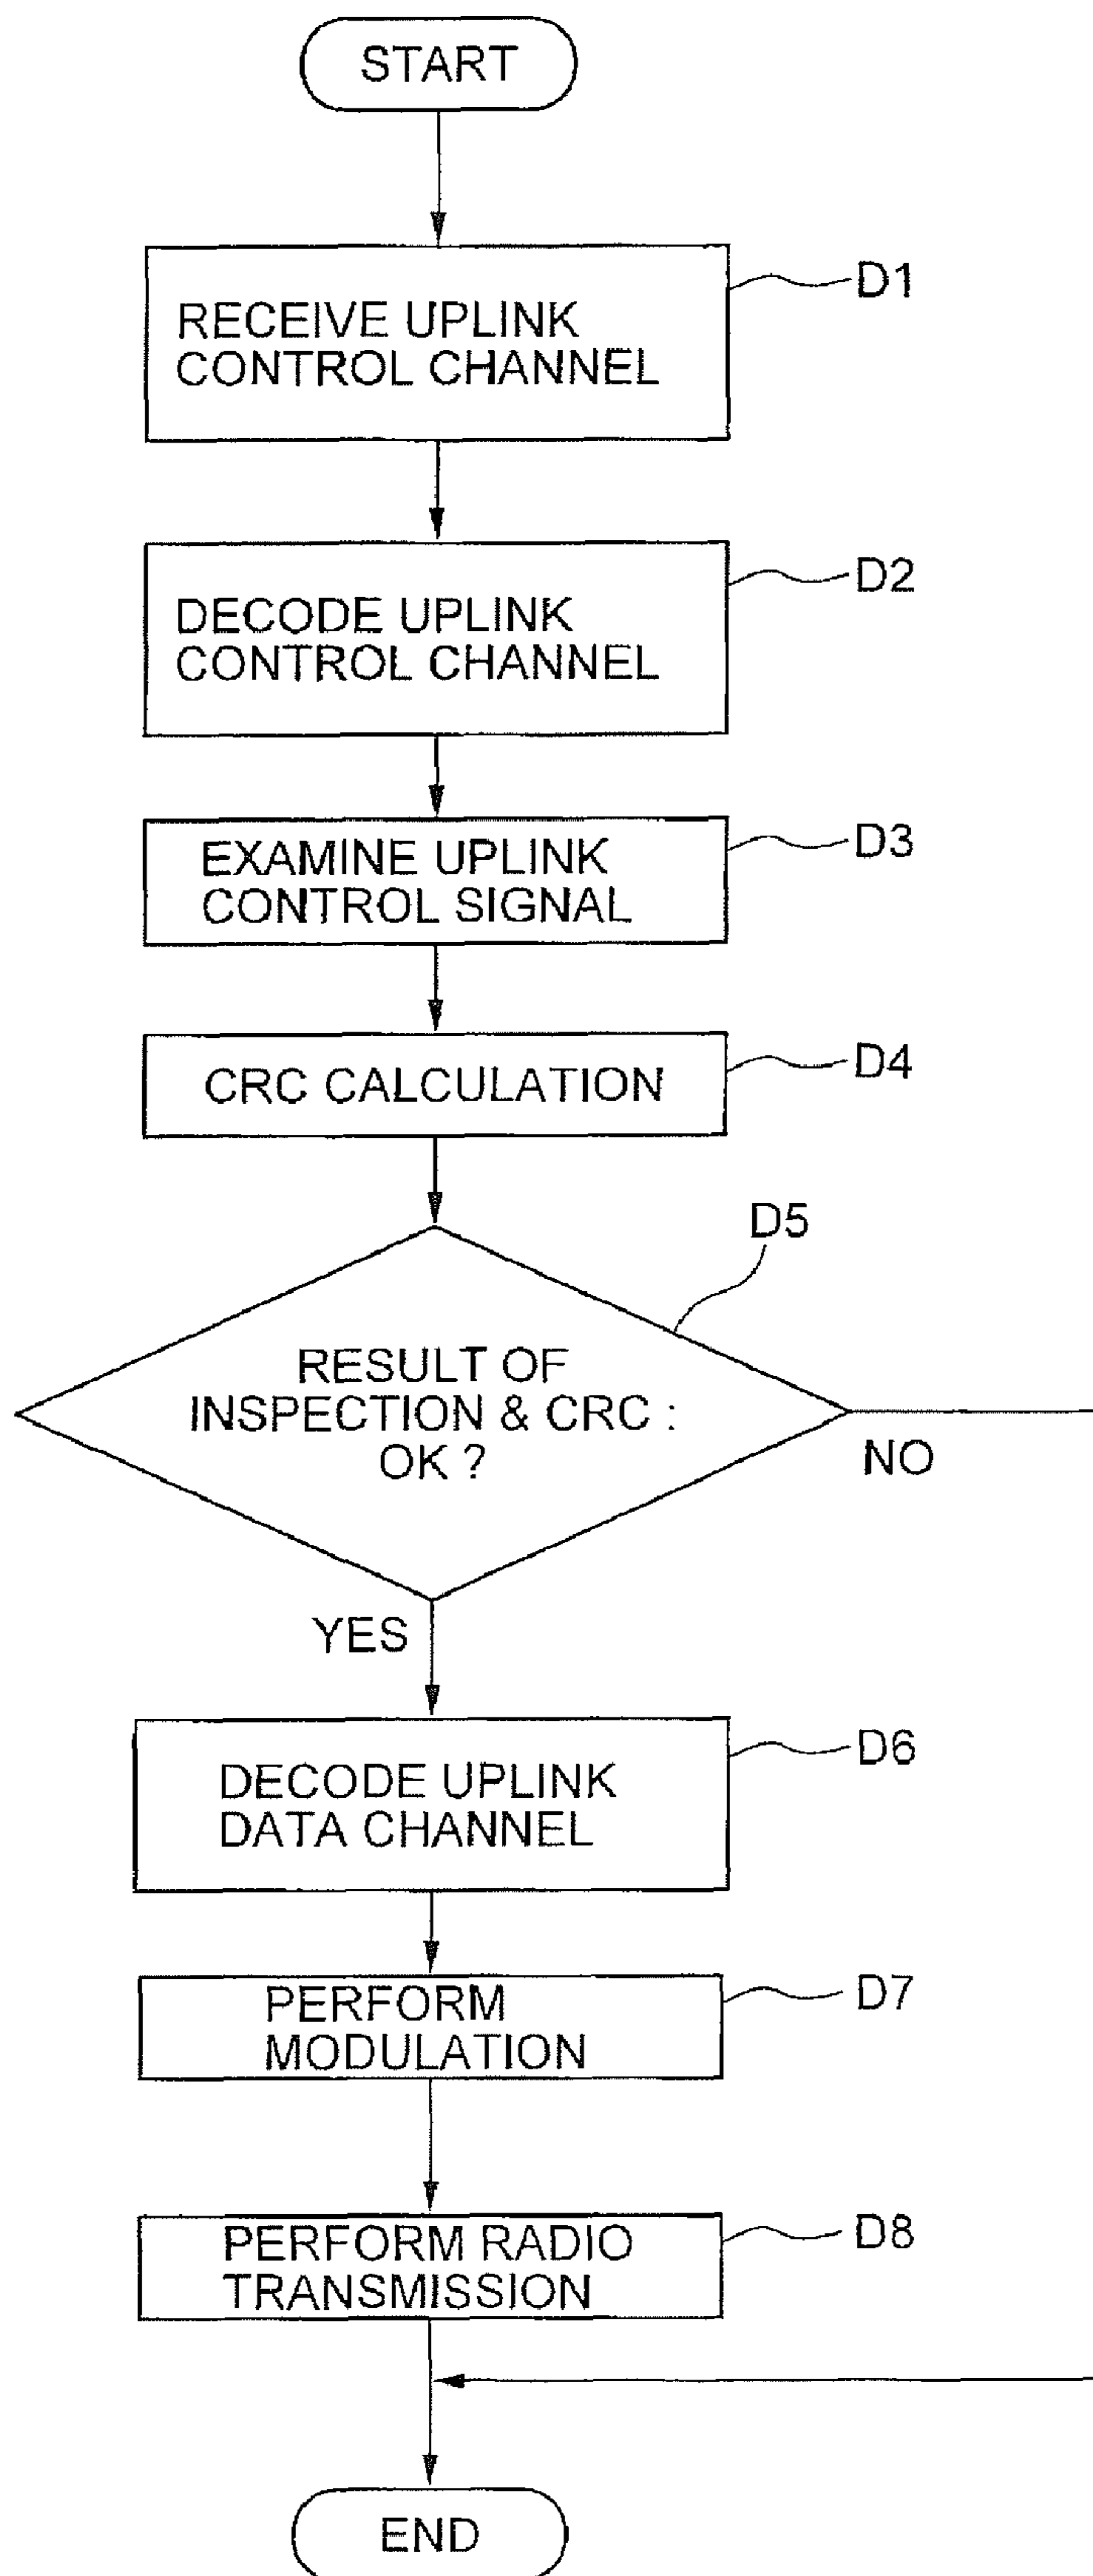 START
RECEIVE UPLINK
CONTROL CHANNEL
D1
DECODE UPLINK
CONTROL CHANNEL
D2
EXAMINE UPLINK
CONTROL SIGNAL
D3
CRC CALCULATION
D4
D5
RESULT OF
INSPECTION & CRC :
OK ?
NO
YES
DECODE UPLINK
DATA CHANNEL
D6
PERFORM
MODULATION
D7
PERFORM RADIO
TRANSMISSION
D8
END